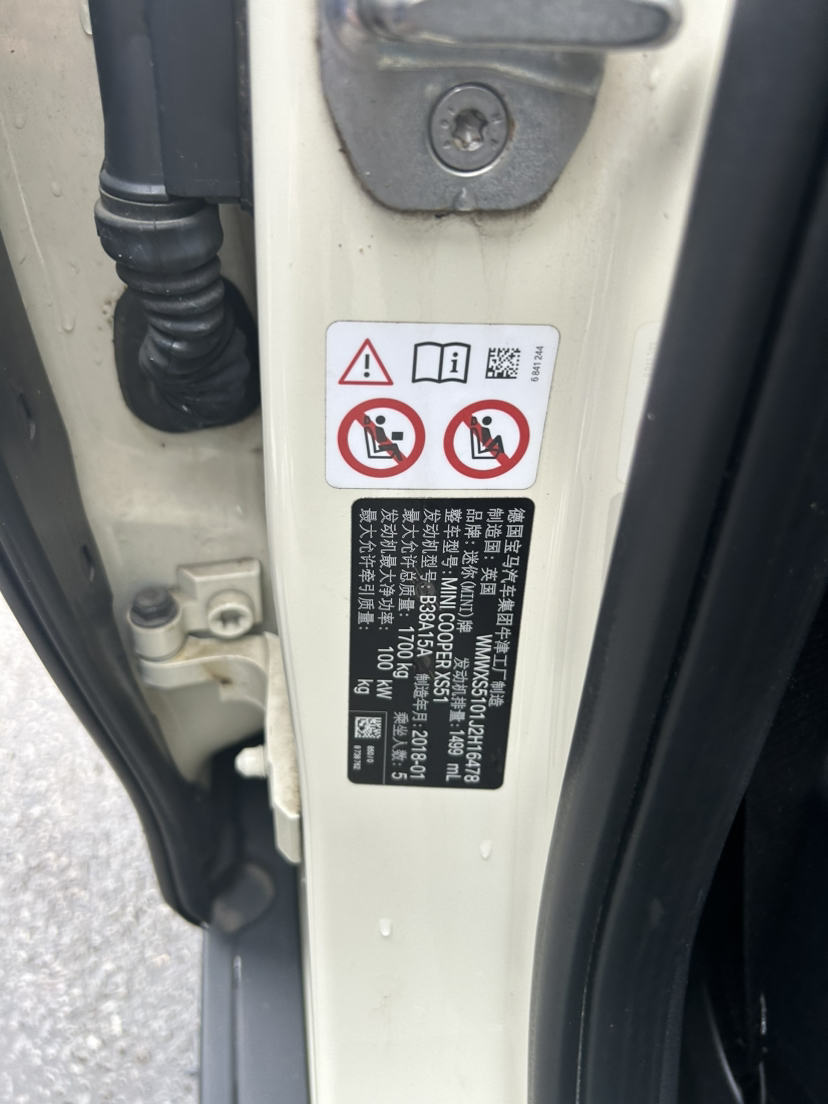 6 841 244
德国宝马汽车集团牛津工厂制造
制造国：英国 WMWXS5101J2H16478
品牌：迷你(MINI)牌 发动机排量：1499 mL
整车型号：MINI COOPER XS51
发动机型号：B38A15A 制造年月：2018-01
最大允许总质量：1700 kg 乘坐人数：5
发动机最大净功率：100 kW
最大允许牵引质量： kg